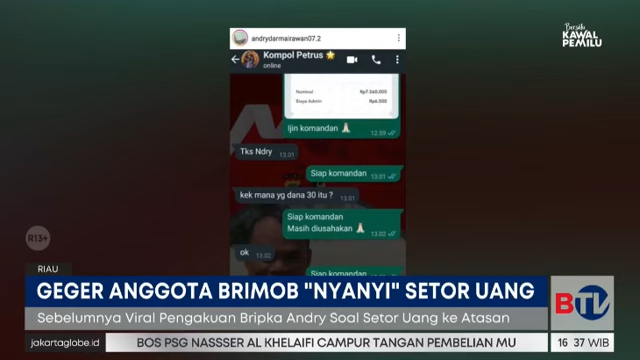 Bersatu
KAWAL
PEMILU
andrydarmairawan07.2
Kompol Petrus
online
Nominal Rp7.360.000
Biaya Admin Rp6.500
Ijin komandan 🙏🏻
12.59
Tks Ndry 13.01
Siap komandan 13.01
kek mana yg dana 30 itu ? 13.01
Siap komandan
Masih diusahakan 🙏🏻 13.02
ok 13.02
Siap komandan
R13+
RIAU
GEGER ANGGOTA BRIMOB "NYANYI" SETOR UANG
Sebelumnya Viral Pengakuan Bripka Andry Soal Setor Uang ke Atasan
BTV
jakartaglobe.id BOS PSG NASSSER AL KHELAIFI CAMPUR TANGAN PEMBELIAN MU 16 37 WIB